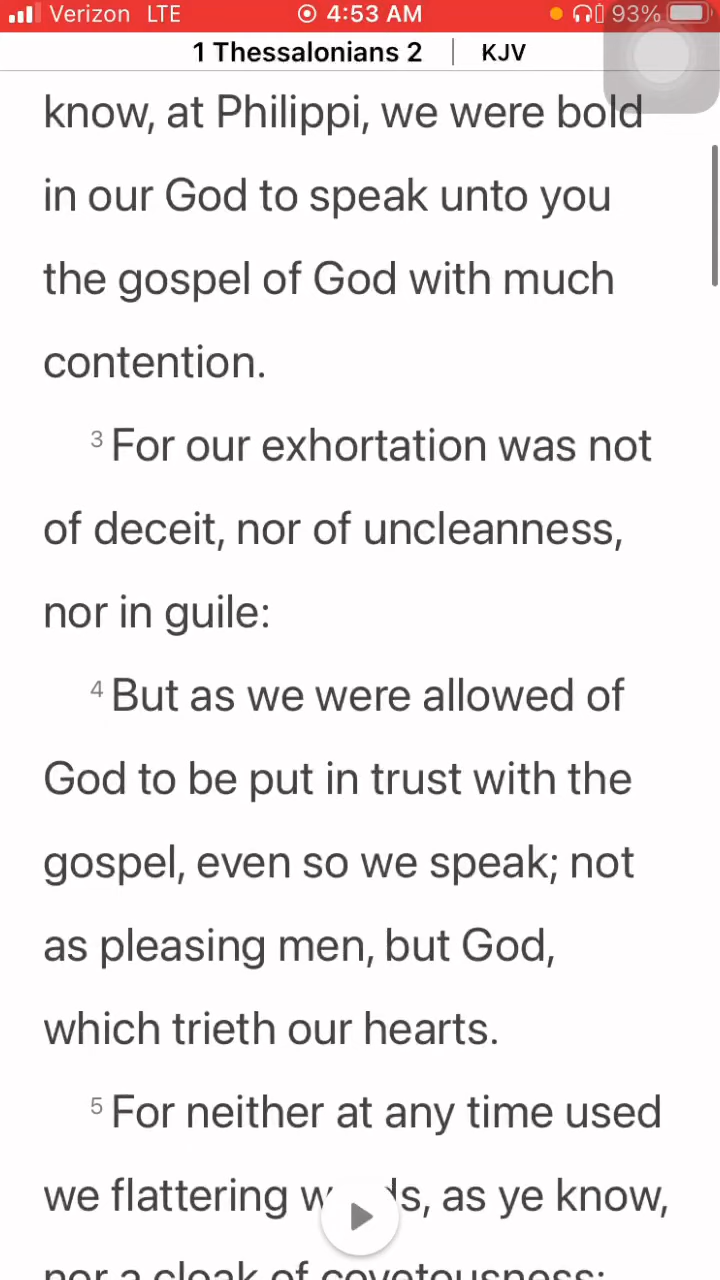 Verizon LTE 4:53 AM 93%
1 Thessalonians 2 | KJV
know, at Philippi, we were bold
in our God to speak unto you
the gospel of God with much
contention.
3 For our exhortation was not
of deceit, nor of uncleanness,
nor in guile:
4 But as we were allowed of
God to be put in trust with the
gospel, even so we speak; not
as pleasing men, but God,
which trieth our hearts.
5 For neither at any time used
we flattering as ye know,
nor a cloak of covetousness;